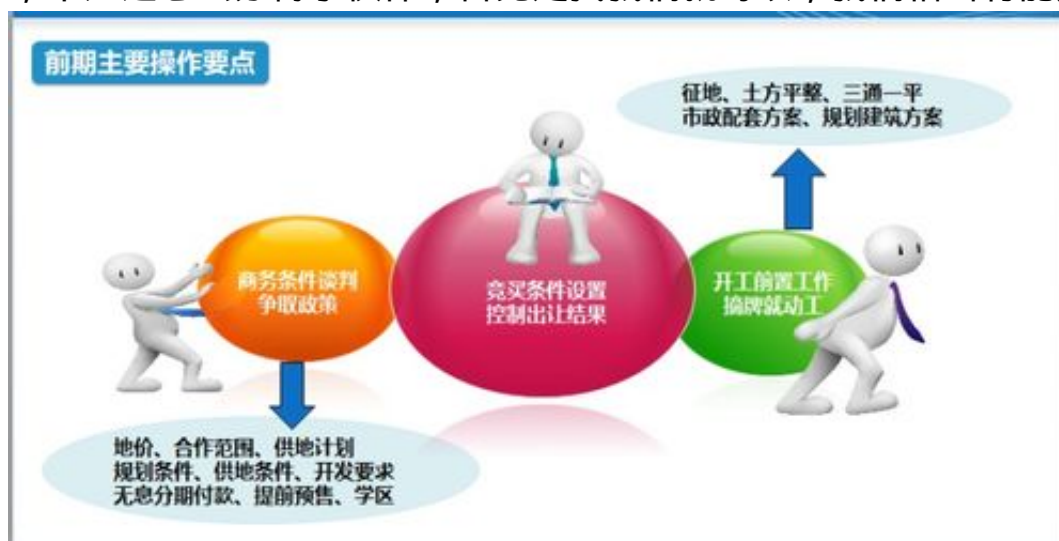 前期主要操作要点
征地、土方平整、三通一平
市政配套方案、规划建筑方案
商务条件谈判
争取政策
竞买条件设置
控制出让结果
开工前置工作
摘牌就动工
地价、合作范围、供地计划
规划条件、供地条件、开发要求
无息分期付款、提前预售、学区